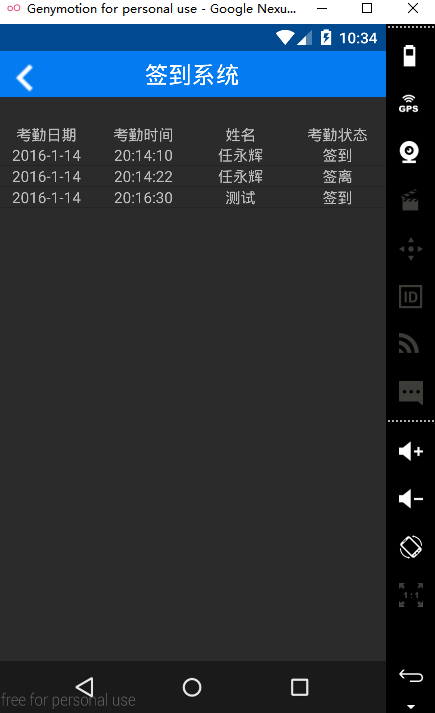 Genymotion for personal use - Google Nexu...
10:34
签到系统
考勤日期 考勤时间 姓名 考勤状态
2016-1-14 20:14:10 任永辉 签到
2016-1-14 20:14:22 任永辉 签离
2016-1-14 20:16:30 测试 签到
GPS
ID
1:1
free for personal use